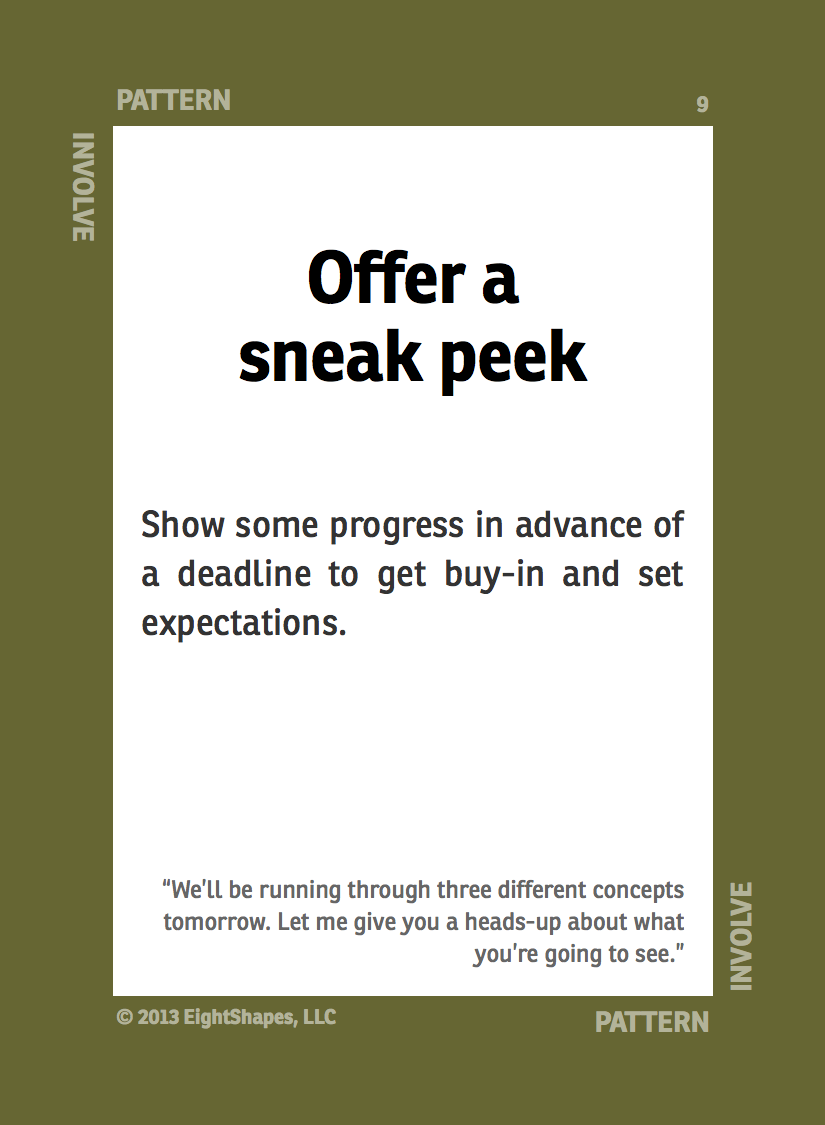 PATTERN
9
INVOLVE
Offer a
sneak peek
Show some progress in advance of
a deadline to get buy-in and set
expectations.
“We’ll be running through three different concepts
tomorrow. Let me give you a heads-up about what
you’re going to see.”
INVOLVE
© 2013 EightShapes, LLC
PATTERN